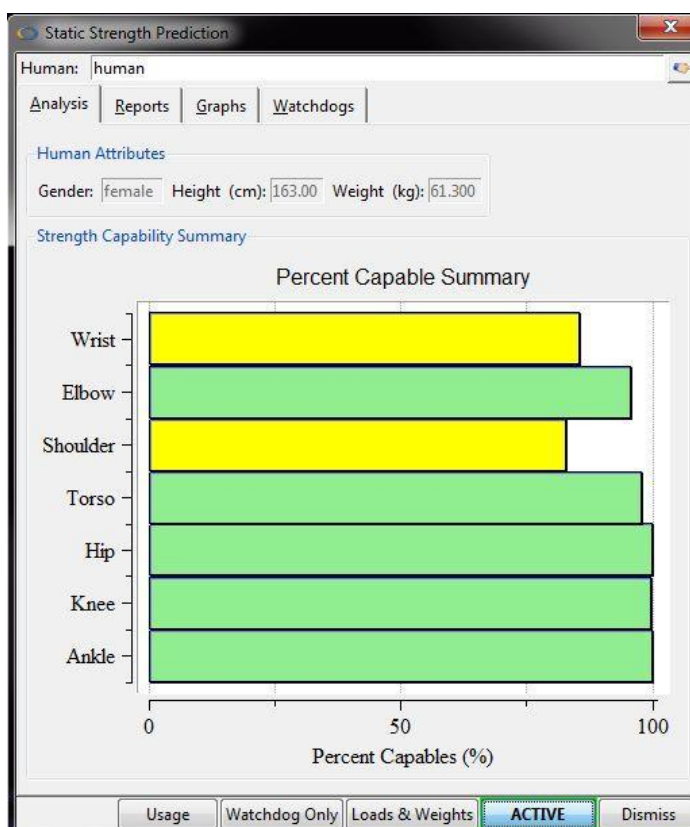 Static Strength Prediction
Human: human
Analysis Reports Graphs Watchdogs
Human Attributes
Gender: female Height (cm): 163.00 Weight (kg): 61.300
Strength Capability Summary
Percent Capable Summary
Wrist
Elbow
Shoulder
Torso
Hip
Knee
Ankle
0 50 100
Percent Capables (%)
Usage Watchdog Only Loads & Weights ACTIVE Dismiss